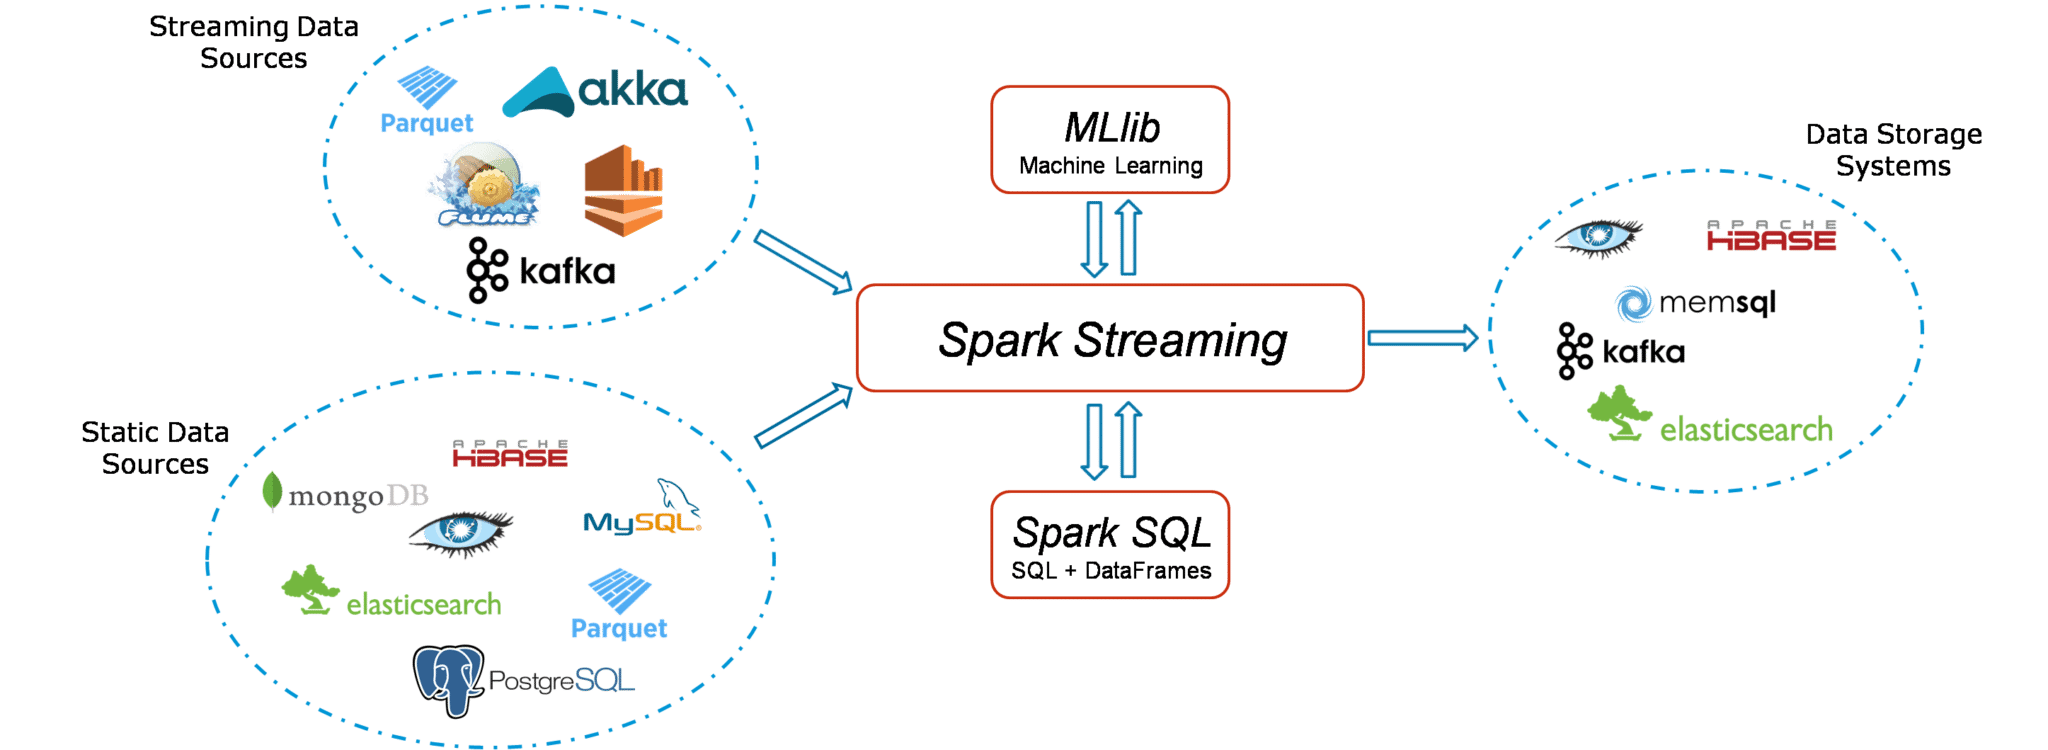 Streaming Data
Sources
Parquet
akka
FLUME
kafka
Static Data
Sources
APACHE
HBASE
mongoDB
MySQL®
elasticsearch
Parquet
PostgreSQL
MLlib
Machine Learning
Spark Streaming
Spark SQL
SQL + DataFrames
Data Storage
Systems
APACHE
HBASE
memsql
kafka
elasticsearch